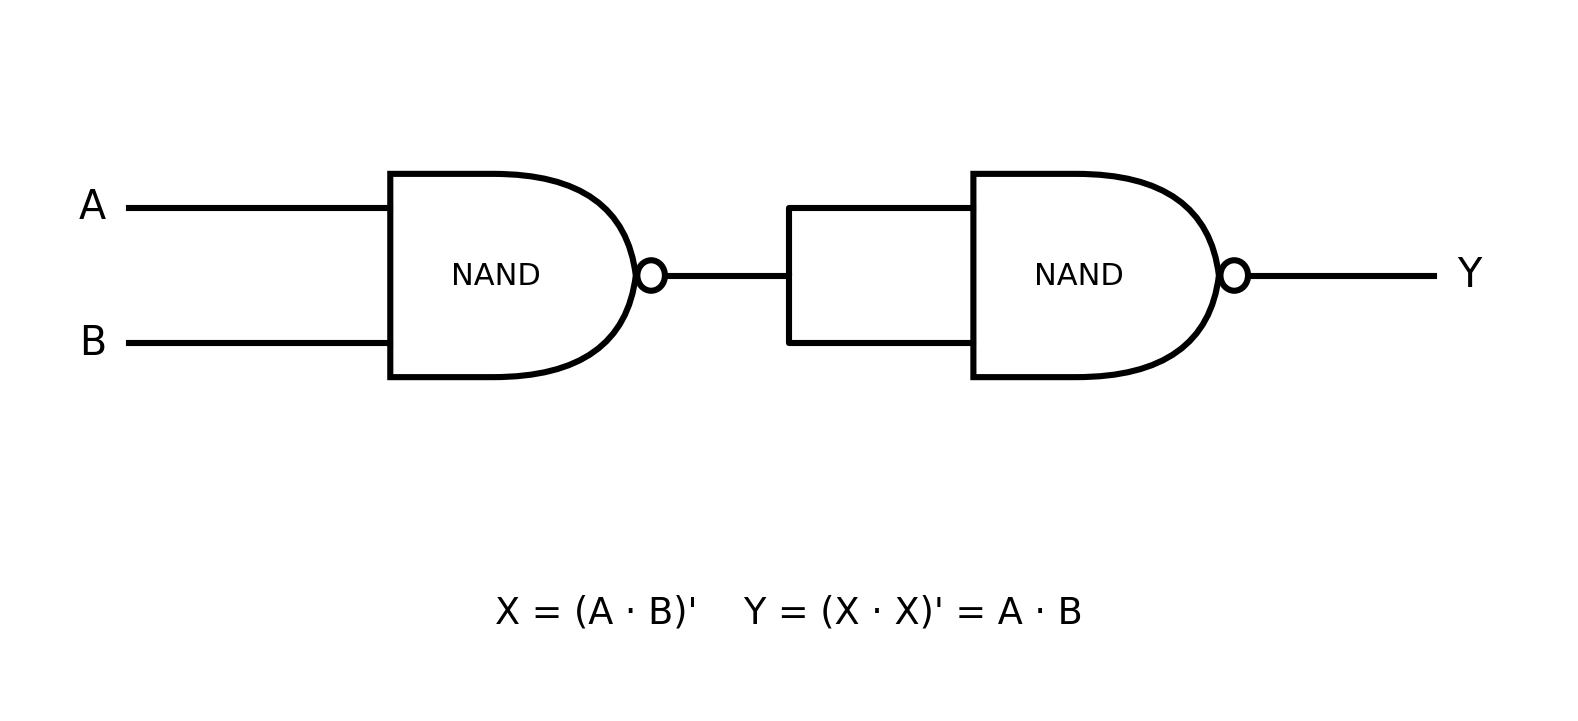 A
B
NAND
NAND
Y
X = (A · B)'    Y = (X · X)' = A · B